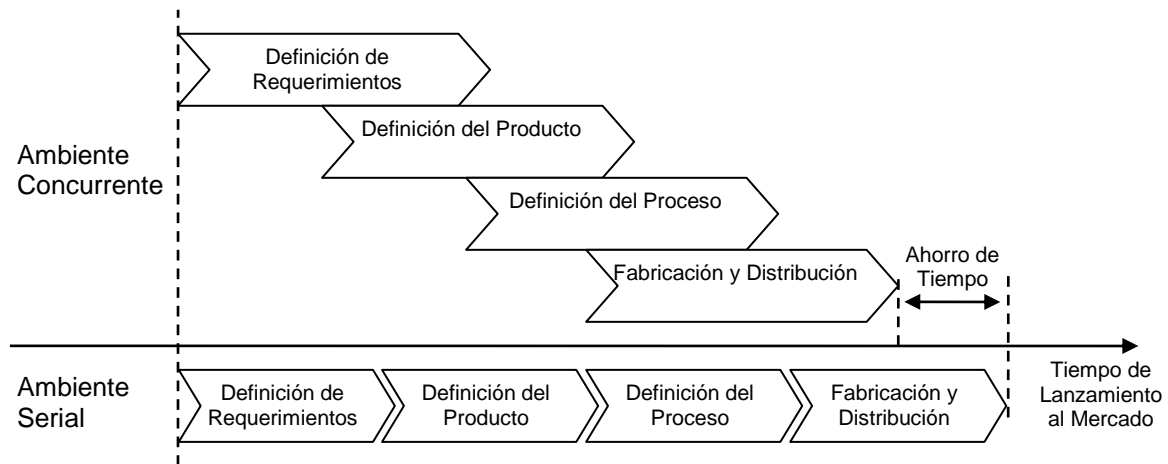 Definición de
Requerimientos
Definición del Producto
Ambiente
Concurrente
Definición del Proceso
Fabricación y Distribución
Ahorro de
Tiempo
Ambiente
Serial
Definición de
Requerimientos
Definición del
Producto
Definición del
Proceso
Fabricación y
Distribución
Tiempo de
Lanzamiento
al Mercado